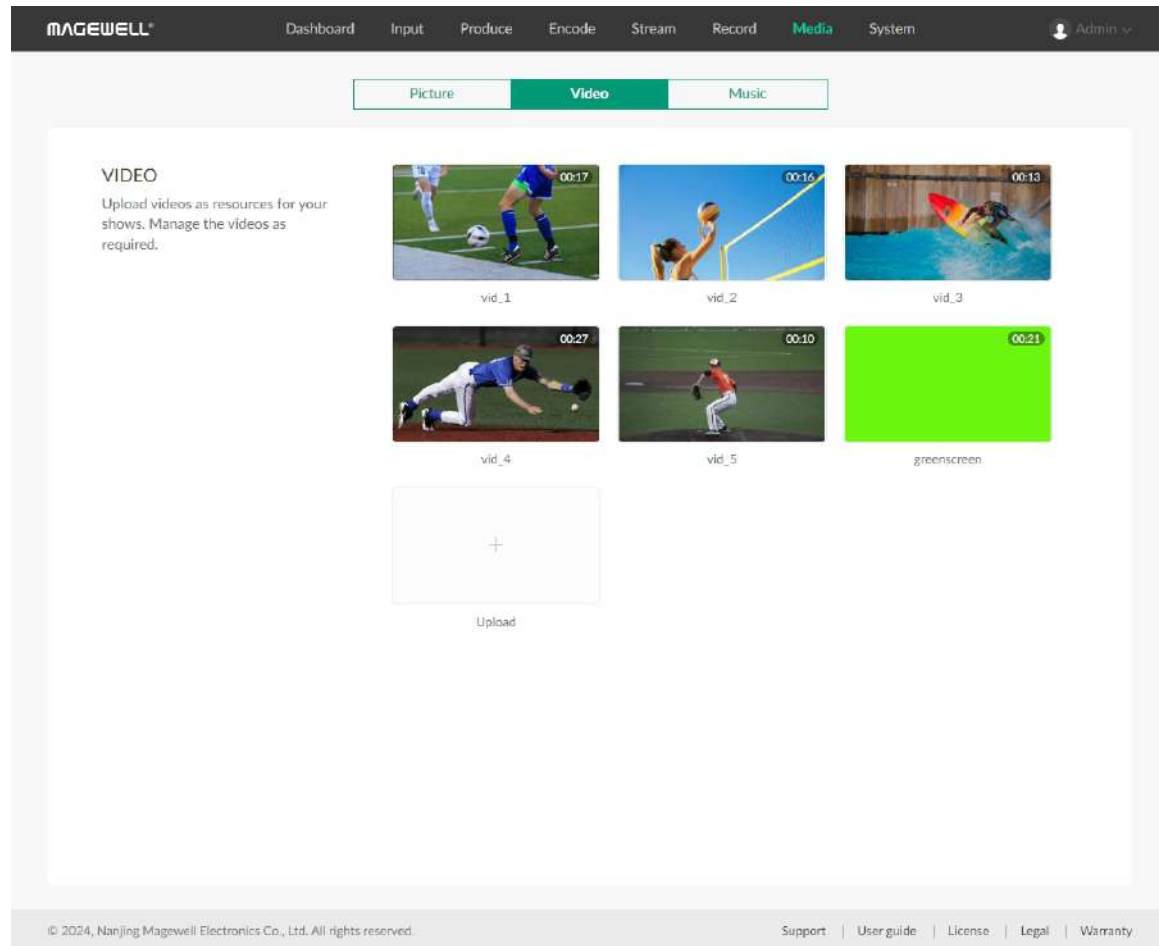 MAGEWELL®
Dashboard Input Produce Encode Stream Record Media System Admin
Picture Video Music
VIDEO
Upload videos as resources for your
shows. Manage the videos as
required.
00:17 00:16 00:13
vid_1 vid_2 vid_3
00:27 00:10 00:21
vid_4 vid_5 greenscreen
+
Upload
© 2024, Nanjing Magewell Electronics Co., Ltd. All rights reserved. Support | User guide | License | Legal | Warranty